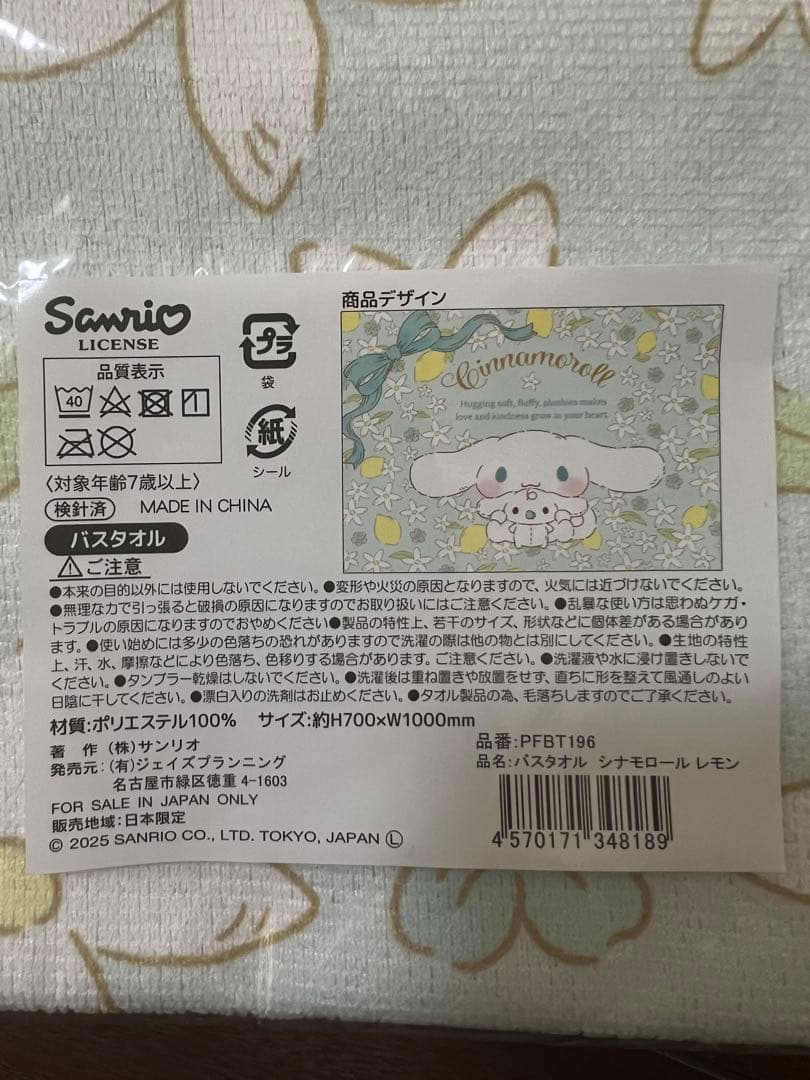 Sanrio
LICENSE
品質表示
40
〈対象年齢7歳以上〉
検針済 MADE IN CHINA
プラ
袋
紙
シール
商品デザイン
Cinnamoroll
Hugging soft, fluffy, plushies makes
love and kindness grow in your heart.
バスタオル
ご注意
●本来の目的以外には使用しないでください。●変形や火災の原因となりますので、火気には近づけないでください。
●無理な力で引っ張ると破損の原因になりますのでお取り扱いにはご注意ください。●乱暴な使い方は思わぬケガ・
トラブルの原因になりますのでおやめください●製品の特性上、若干のサイズ、形状などに個体差がある場合があり
ます。●使い始めには多少の色落ちの恐れがありますので洗濯の際は他の物とは別にしてください。●生地の特性
上、汗、水、摩擦などにより色落ち、色移りする場合があります。ご注意ください。●洗濯液や水に浸け置きしないで
ください。●タンブラー乾燥はしないでください。●洗濯後は重ね置きや放置をせず、直ちに形を整えて風通しのよい
日陰に干してください。●漂白入りの洗剤はお止めください。●タオル製品の為、毛落ちしますのでご了承ください。
材質:ポリエステル100% サイズ:約H700×W1000mm
著 作 (株)サンリオ
発売元:(有)ジェイズプランニング
名古屋市緑区徳重 4-1603
FOR SALE IN JAPAN ONLY
販売地域:日本限定
© 2025 SANRIO CO., LTD. TOKYO, JAPAN Ⓛ
品番:PFBT196
品名:バスタオル シナモロール レモン
4 570171 348189